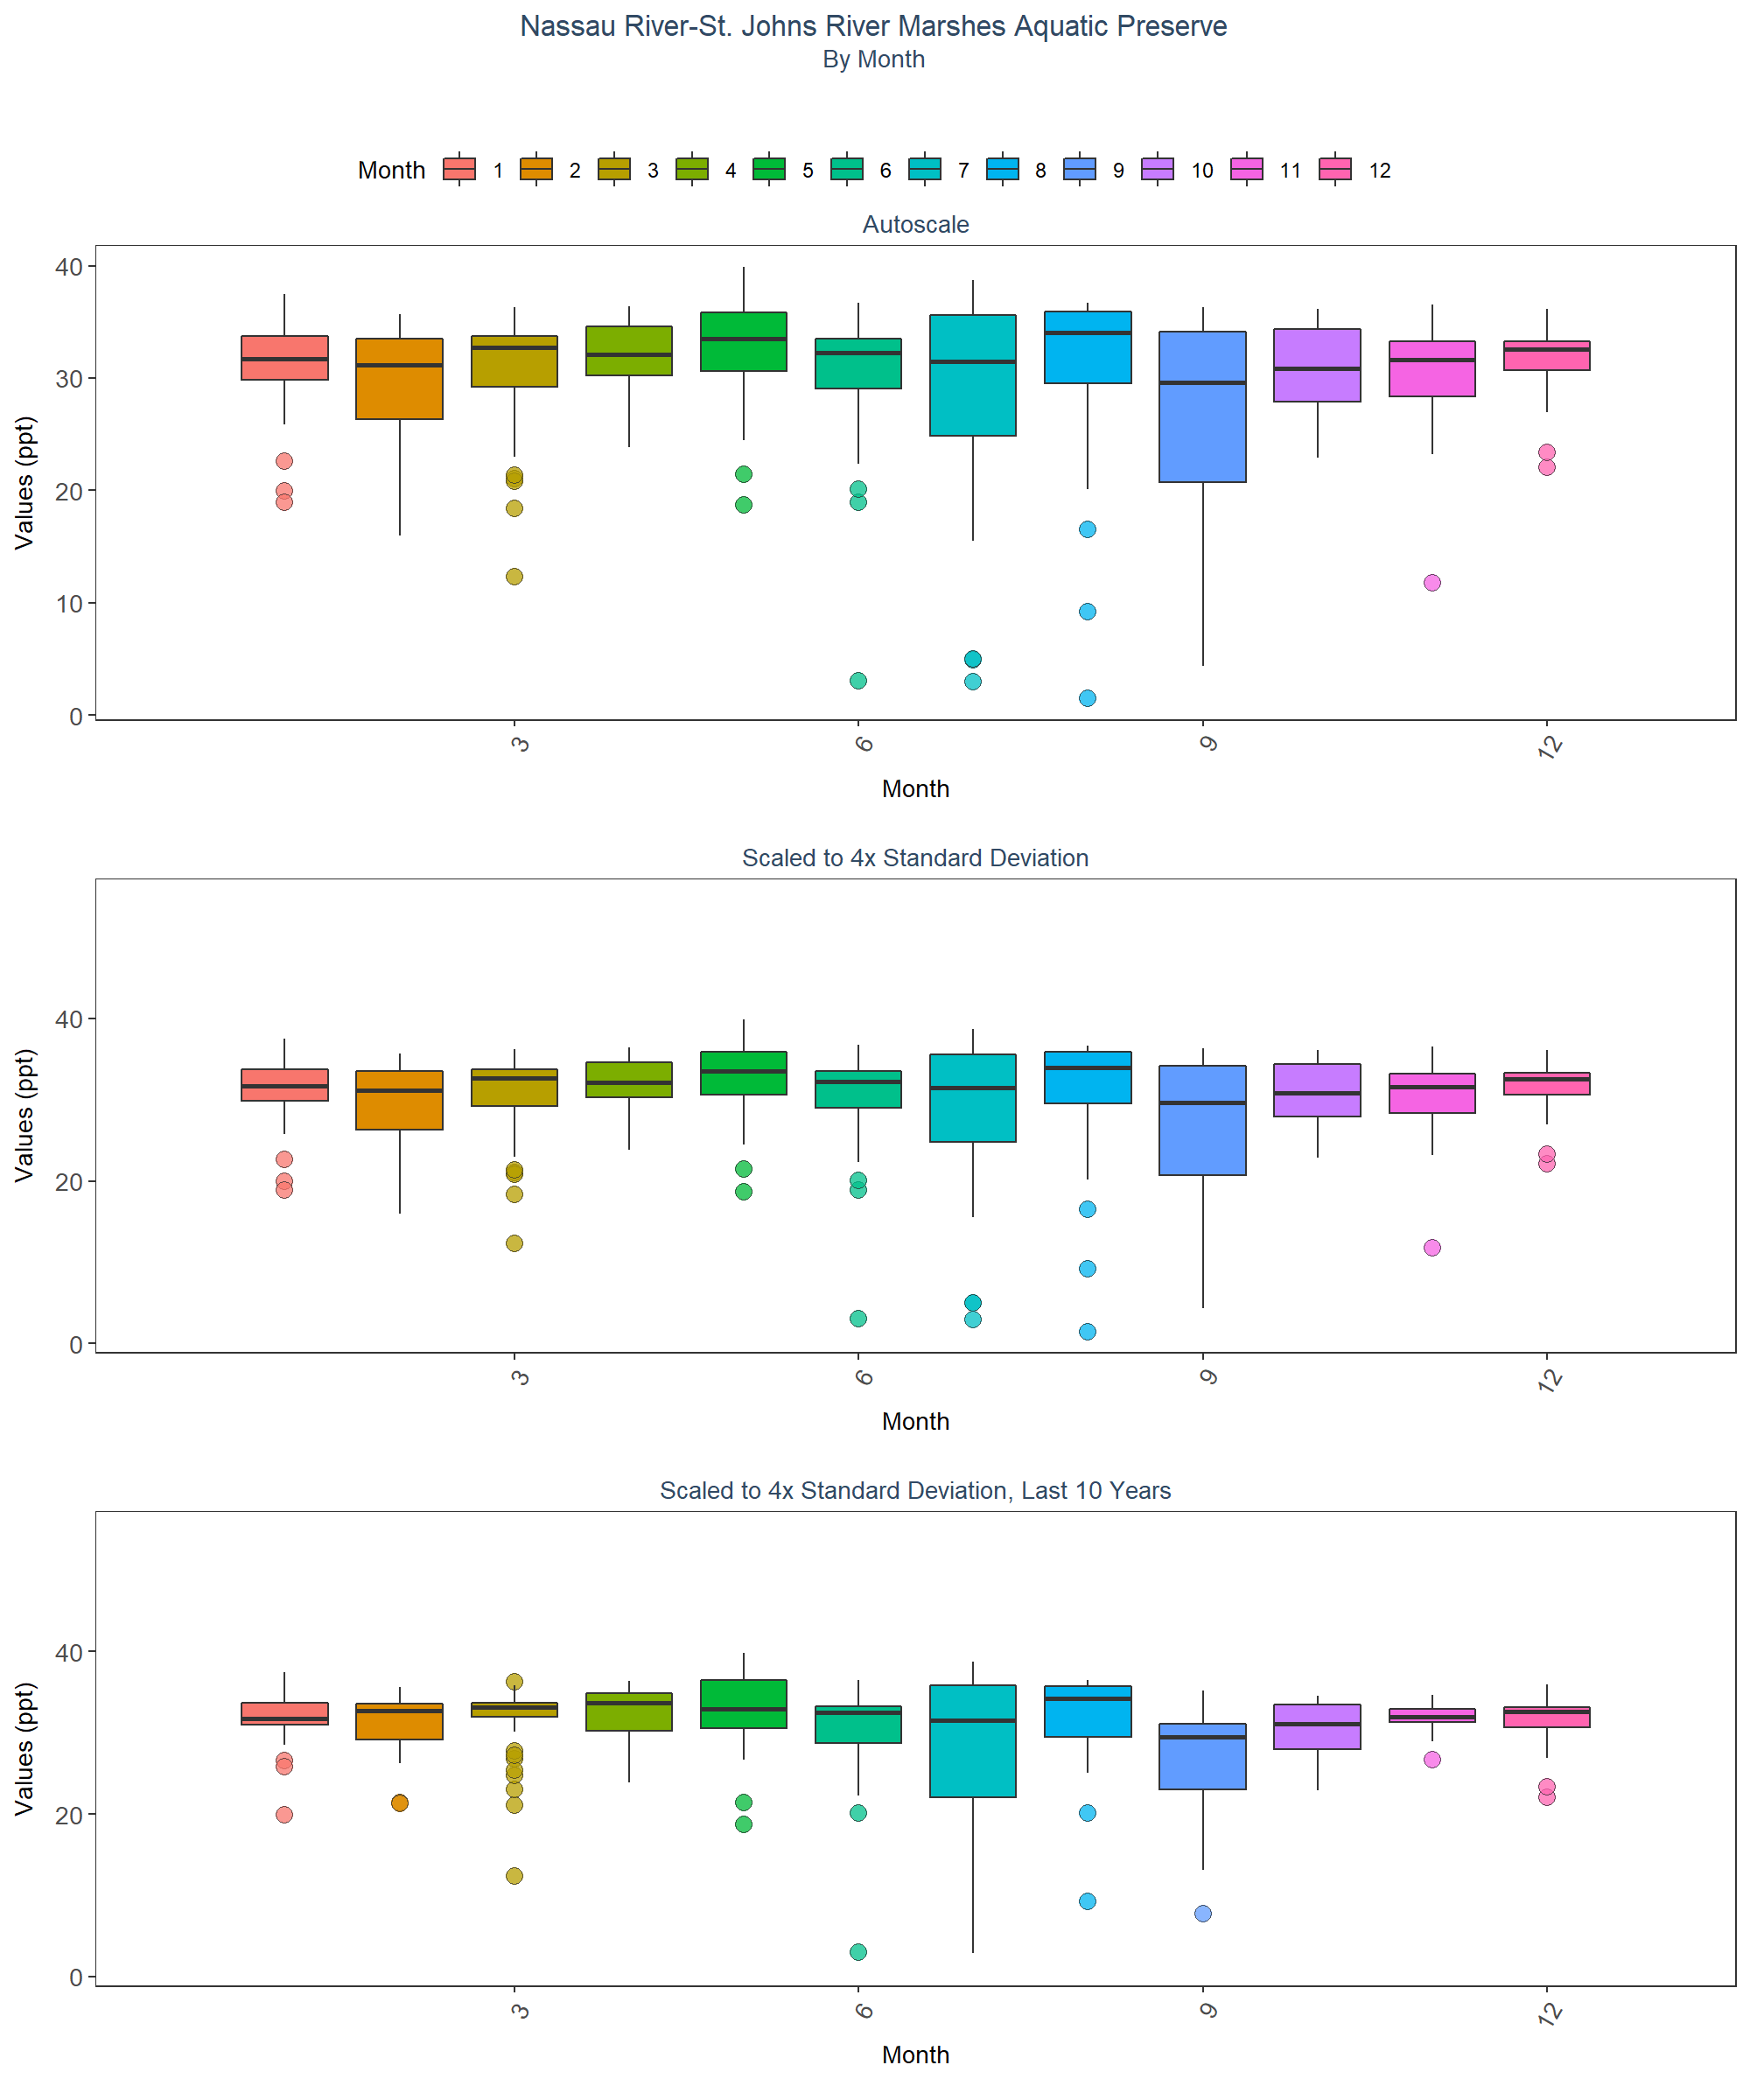 Nassau River-St. Johns River Marshes Aquatic Preserve
By Month
Month 1 2 3 4 5 6 7 8 9 10 11 12
Autoscale
Values (ppt)
40
30
20
10
0
3 6 9 12
Month
Scaled to 4x Standard Deviation
Values (ppt)
40
20
0
3 6 9 12
Month
Scaled to 4x Standard Deviation, Last 10 Years
Values (ppt)
40
20
0
3 6 9 12
Month